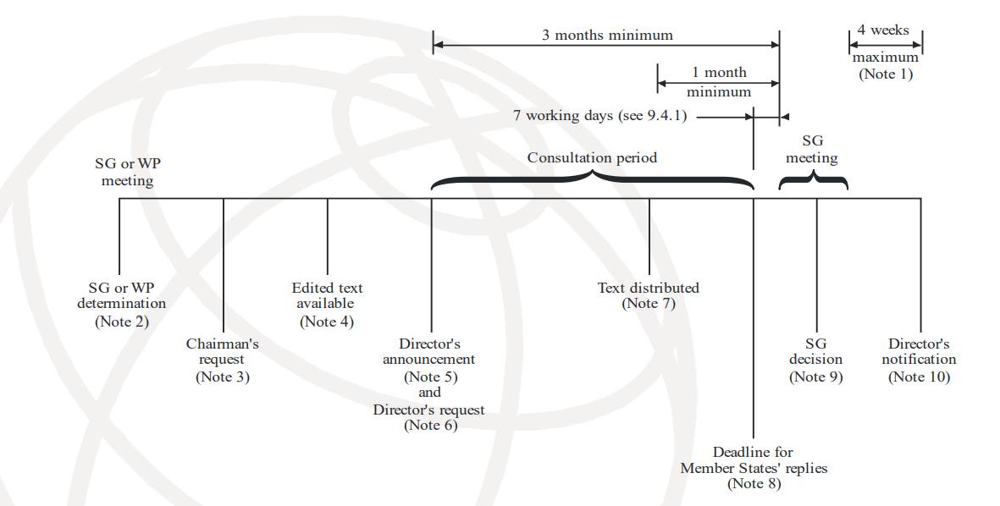 3 months minimum
4 weeks
maximum
(Note 1)
1 month
minimum
7 working days (see 9.4.1)
SG or WP
meeting
Consultation period
SG
meeting
SG or WP
determination
(Note 2)
Chairman's
request
(Note 3)
Edited text
available
(Note 4)
Director's
announcement
(Note 5)
and
Director's request
(Note 6)
Text distributed
(Note 7)
Deadline for
Member States' replies
(Note 8)
SG
decision
(Note 9)
Director's
notification
(Note 10)